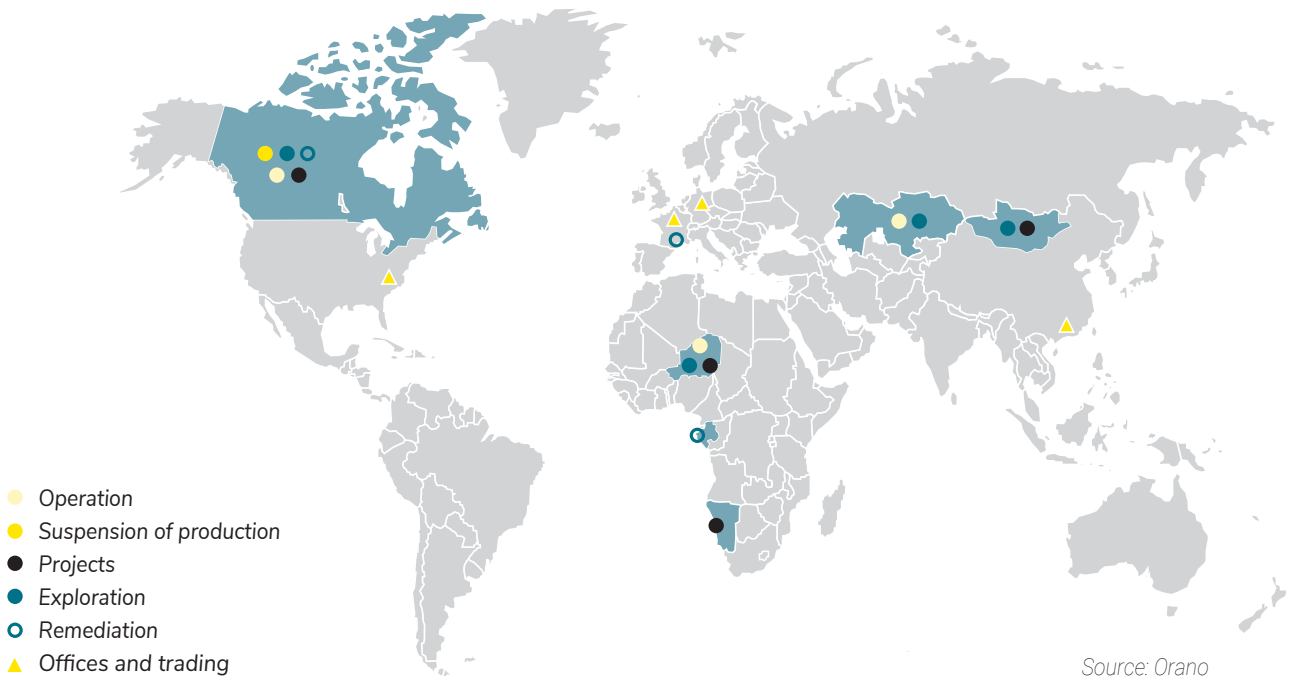 Operation
Suspension of production
Projects
Exploration
Remediation
Offices and trading
Source: Orano